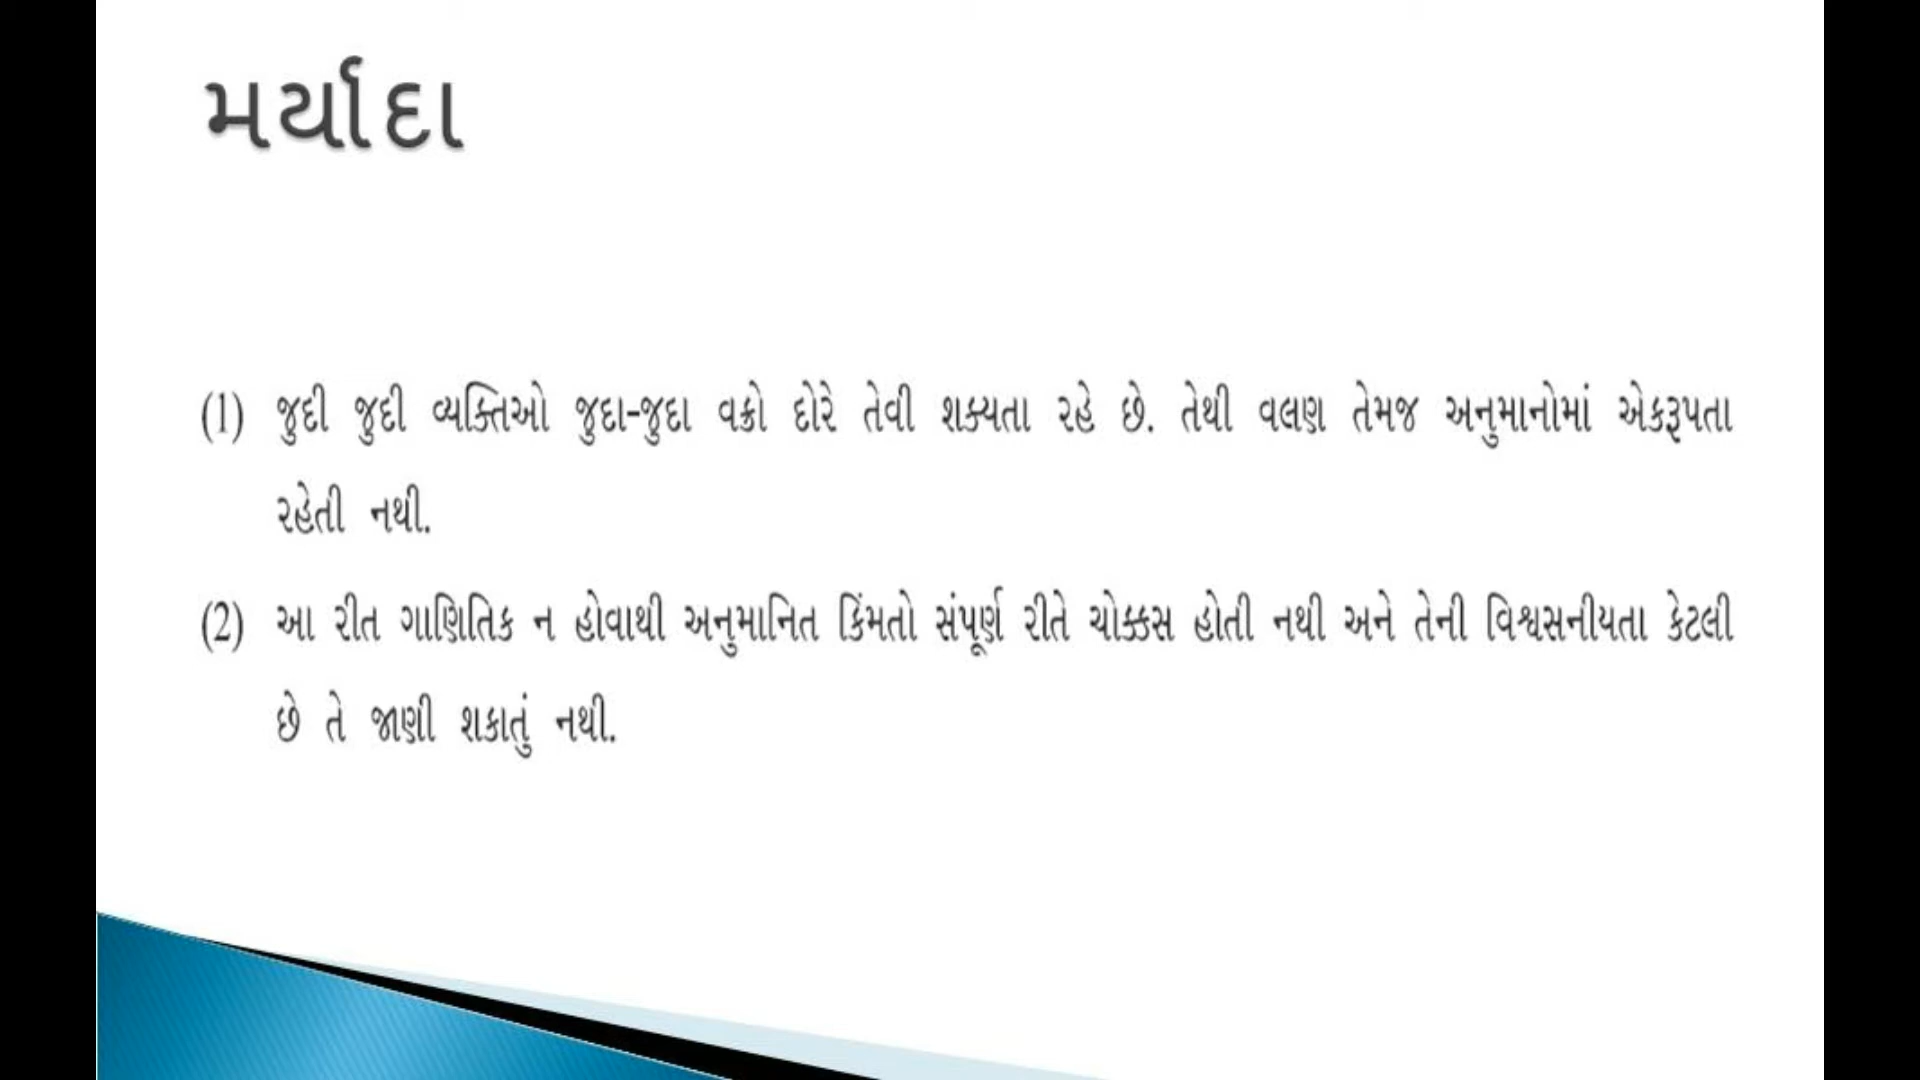 મર્યાદા
(1) જુદી જુદી વ્યક્તિઓ જુદા-જુદા વક્રો દોરે તેવી શક્યતા રહે છે. તેથી વલણ તેમજ અનુમાનોમાં એકરૂપતા
રહેતી નથી.
(2) આ રીત ગાણિતિક ન હોવાથી અનુમાનિત કિંમતો સંપૂર્ણ રીતે ચોક્કસ હોતી નથી અને તેની વિશ્વસનીયતા કેટલી
છે તે જાણી શકાતું નથી.